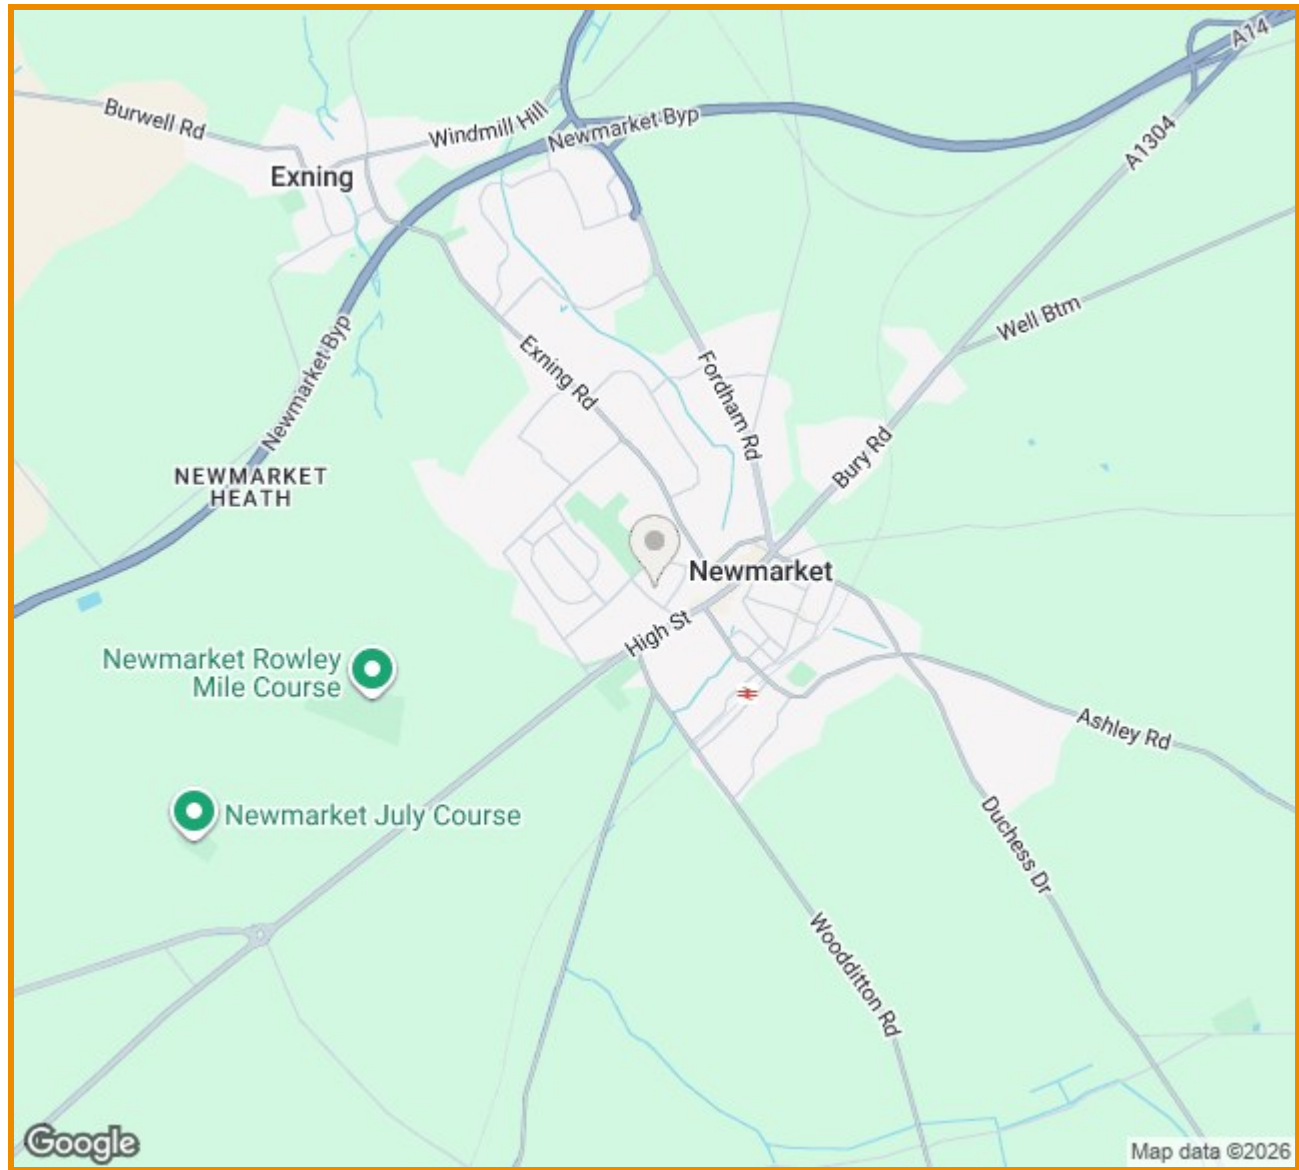 A14
Burwell Rd
Windmill Hill
Newmarket Byp
A1304
Exning
Well Btm
Newmarket Byp
Exning Rd
Fordham Rd
Bury Rd
NEWMARKET
HEATH
Newmarket
High St
Newmarket Rowley
Mile Course
Ashley Rd
Newmarket July Course
Duchess Dr
Woodditton Rd
Google
Map data ©2026